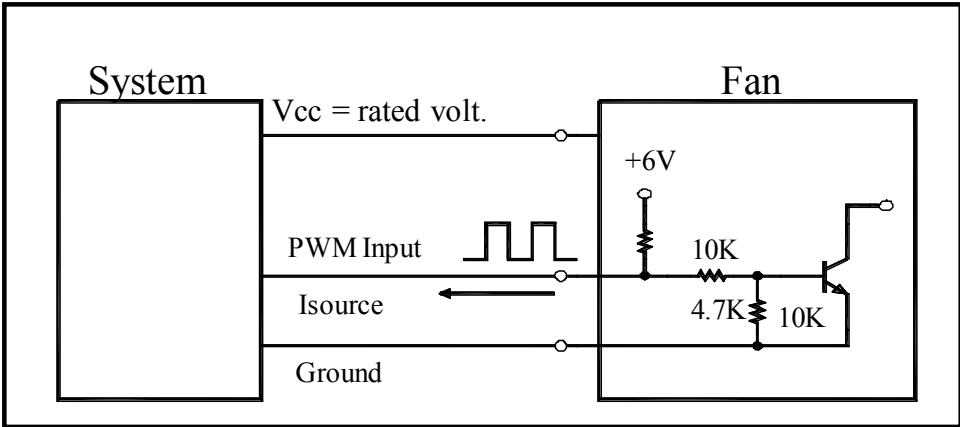 System
Fan
Vcc = rated volt.
+6V
PWM Input
10K
Isource
4.7K
10K
Ground